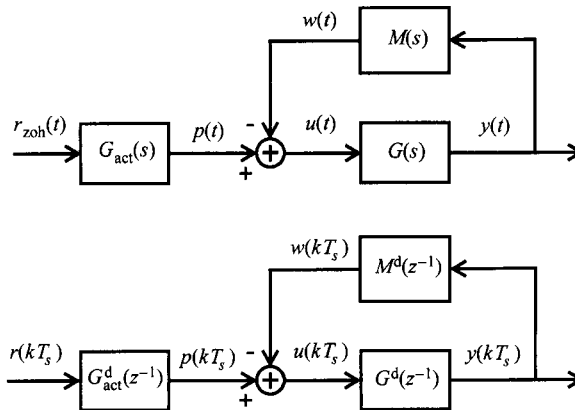 w(t)
M(s)
r_zoh(t)
p(t)
-
u(t)
y(t)
G_act(s)
+
+
G(s)
w(kT_s)
M^d(z^-1)
r(kT_s)
p(kT_s)
-
u(kT_s)
y(kT_s)
G^d_act(z^-1)
+
+
G^d(z^-1)